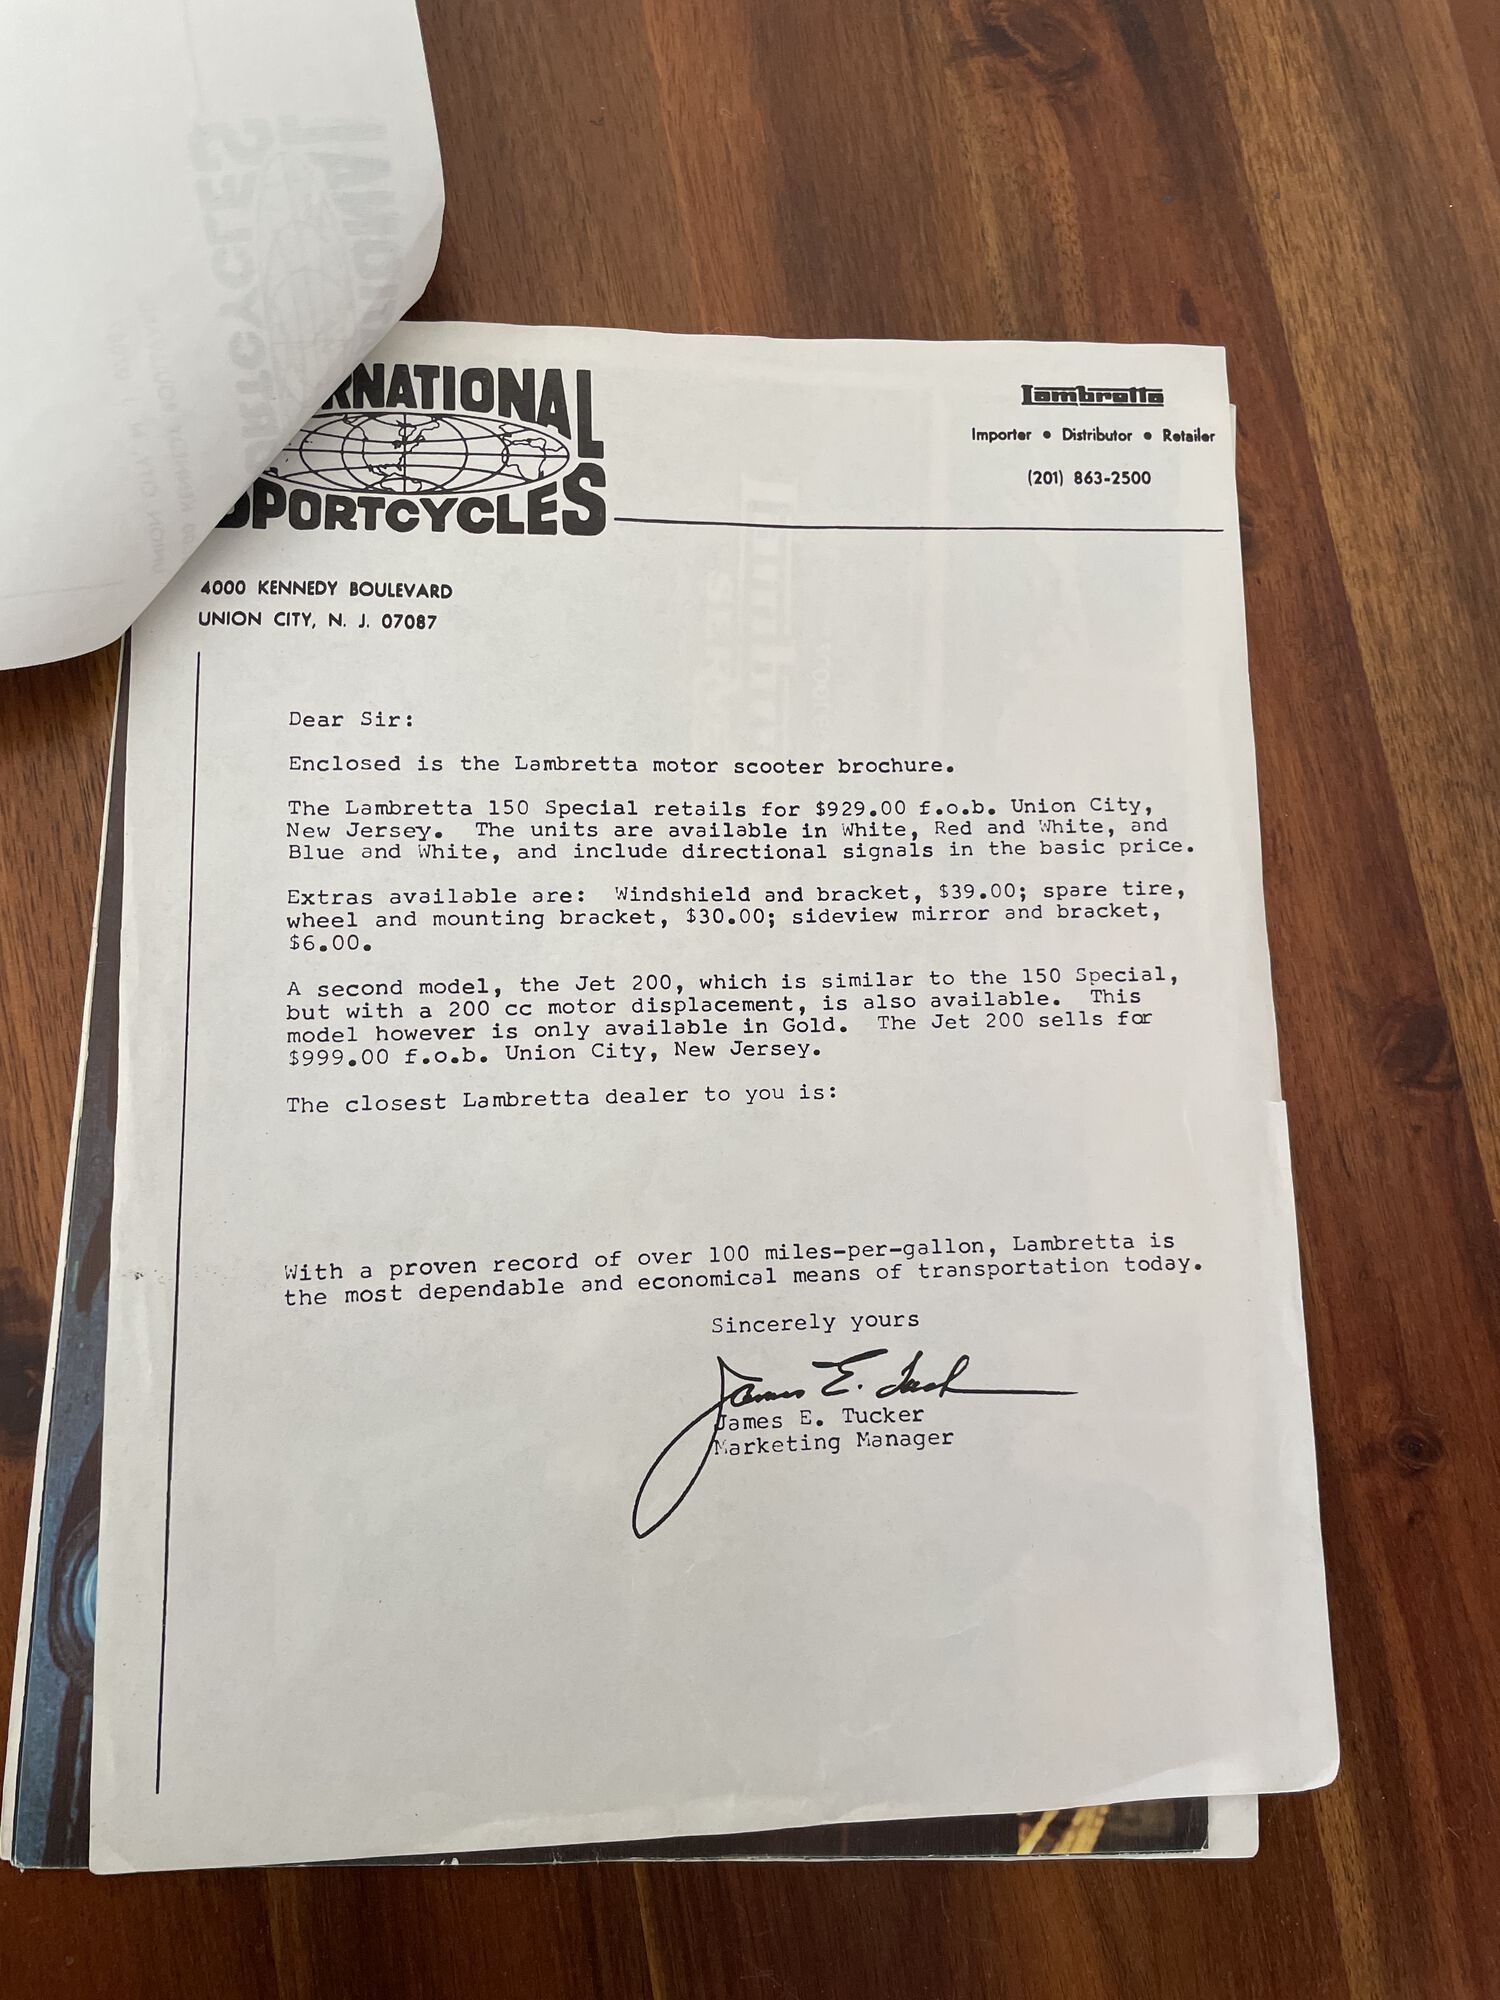 RNATIONAL
SPORTCYCLES
Lambretta
Importer • Distributor • Retailer
(201) 863-2500
4000 KENNEDY BOULEVARD
UNION CITY, N. J. 07087
Dear Sir:
Enclosed is the Lambretta motor scooter brochure.
The Lambretta 150 Special retails for $929.00 f.o.b. Union City,
New Jersey. The units are available in White, Red and White, and
Blue and White, and include directional signals in the basic price.
Extras available are: Windshield and bracket, $39.00; spare tire,
wheel and mounting bracket, $30.00; sideview mirror and bracket,
$6.00.
A second model, the Jet 200, which is similar to the 150 Special,
but with a 200 cc motor displacement, is also available. This
model however is only available in Gold. The Jet 200 sells for
$999.00 f.o.b. Union City, New Jersey.
The closest Lambretta dealer to you is:
With a proven record of over 100 miles-per-gallon, Lambretta is
the most dependable and economical means of transportation today.
Sincerely yours
James E. Tucker
Marketing Manager